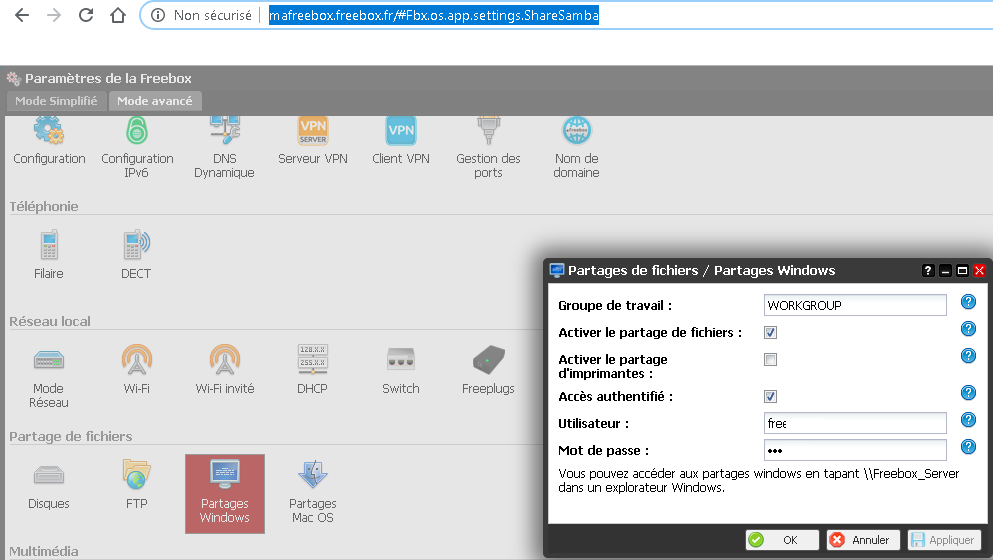 Non sécurisé
mafreebox.freebox.fr/#Fbx.os.app.settings.ShareSamba
Paramètres de la Freebox
Mode Simplifié
Mode avancé
Configuration
Configuration
IPv6
DNS
Dynamique
VPN
SERVER
Serveur VPN
VPN
Client VPN
Gestion des
ports
Nom de
domaine
Téléphonie
Filaire
DECT
Réseau local
Mode
Réseau
Wi-Fi
Wi-Fi invité
128.X.X
255.X.X
DHCP
Switch
Freeplugs
Partage de fichiers
Disques
FTP
Partages
Windows
Partages
Mac OS
Multimédia
Partages de fichiers / Partages Windows
Groupe de travail :
WORKGROUP
Activer le partage de fichiers :
Activer le partage
d'imprimantes :
Accès authentifié :
Utilisateur :
free
Mot de passe :
•••
Vous pouvez accéder aux partages windows en tapant \\Freebox_Server
dans un explorateur Windows.
OK
Annuler
Appliquer